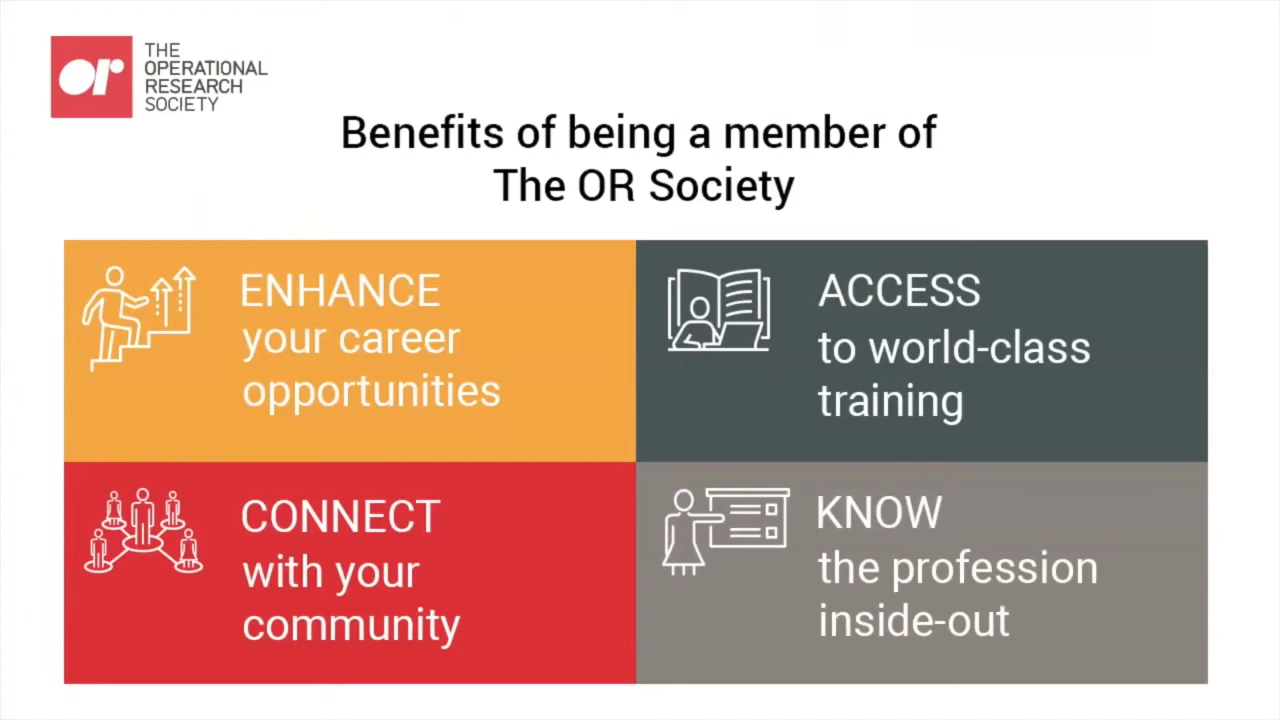 or
THE
OPERATIONAL
RESEARCH
SOCIETY
Benefits of being a member of
The OR Society
ENHANCE
your career
opportunities
ACCESS
to world-class
training
CONNECT
with your
community
KNOW
the profession
inside-out